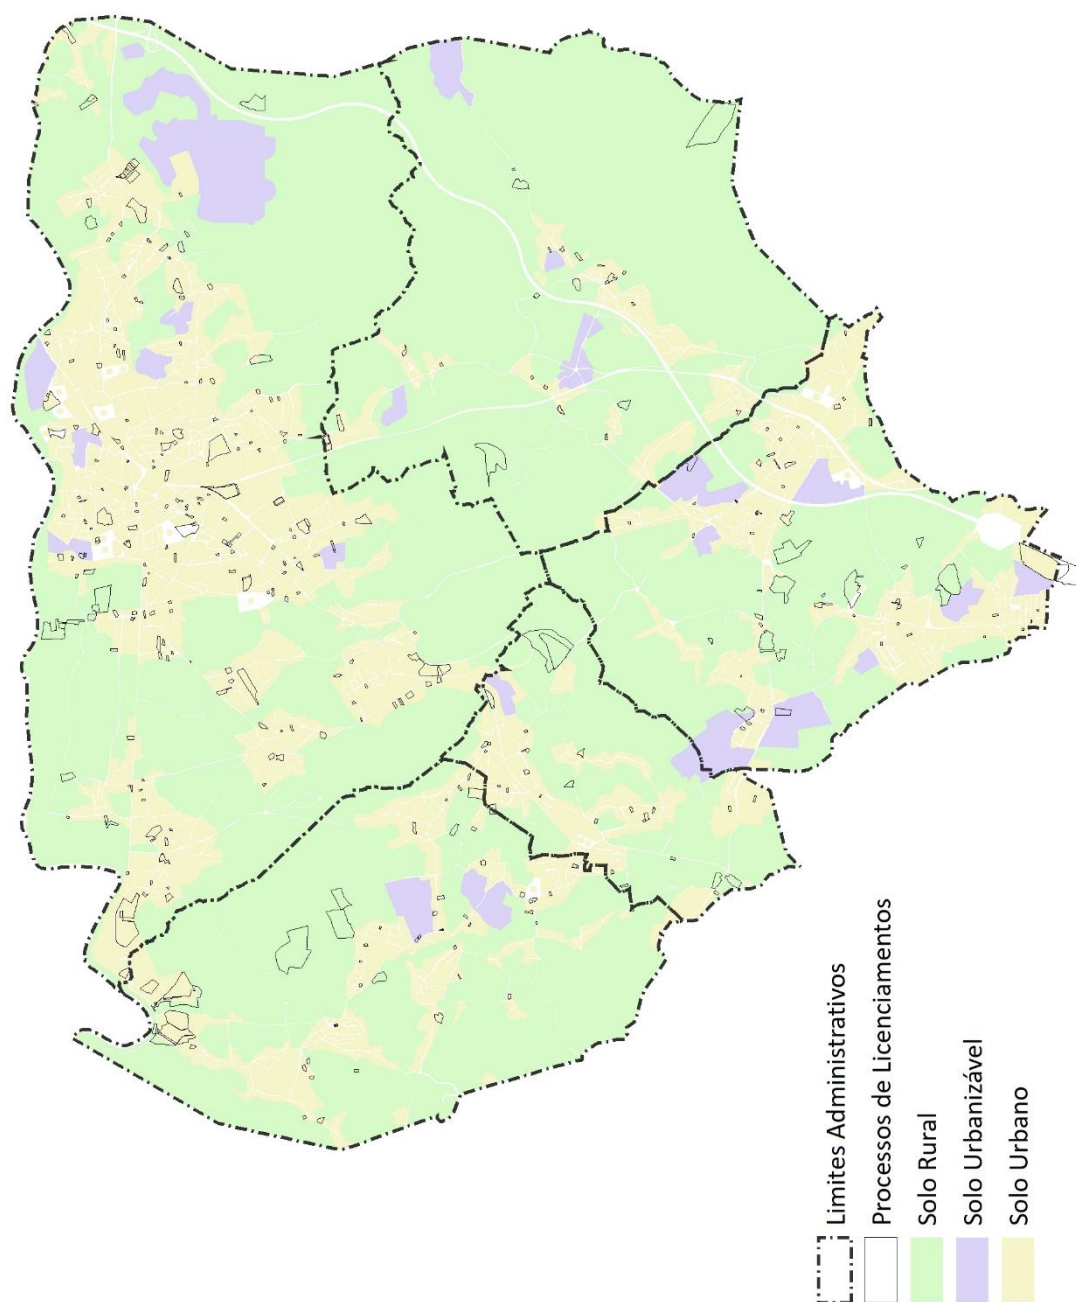 Limites Administrativos
Processos de Licenciamentos
Solo Rural
Solo Urbanizável
Solo Urbano